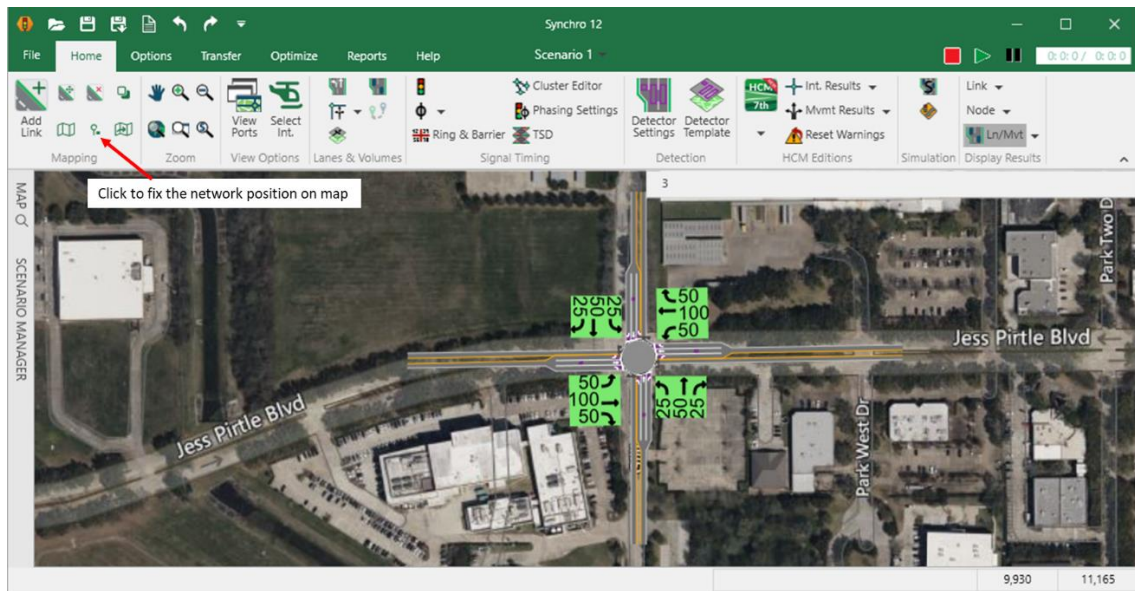 Synchro 12
File Home Options Transfer Optimize Reports Help Scenario 1 0: 0: 0 / 0: 0: 0
Add Link
Mapping
Zoom
View Ports
Select Int.
View Options
Lanes & Volumes
Cluster Editor
Phasing Settings
Ring & Barrier TSD
Signal Timing
Detector Settings
Detector Template
Detection
HCM
7th
Int. Results
Mvmt Results
Reset Warnings
HCM Editions
S
Simulation
Link
Node
Ln/Mvt
Display Results
Click to fix the network position on map
MAP
SCENARIO MANAGER
3
Park Two D
25 50 25
50
100
50
Jess Pirtle Blvd
50
100
50
25 50 25
Jess Pirtle Blvd
Park West Dr
9,930 11,165